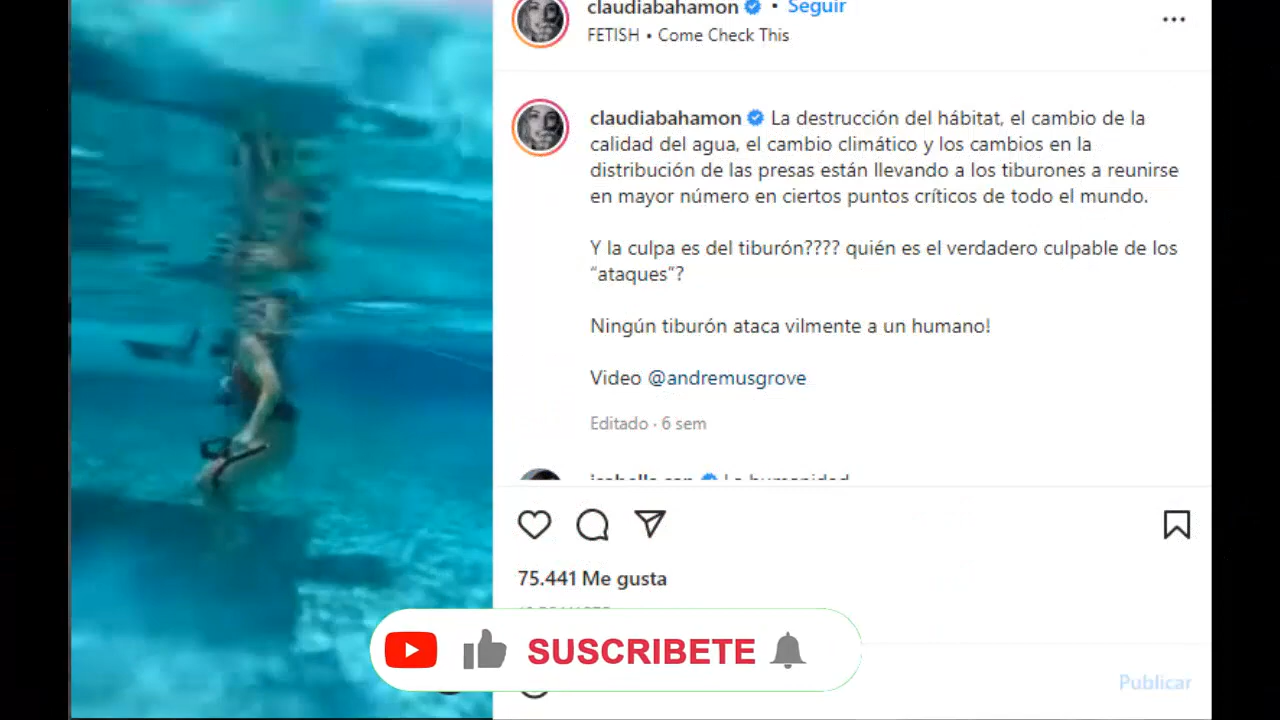 claudiabahamon • Seguir
FETISH • Come Check This
claudiabahamon La destrucción del hábitat, el cambio de la
calidad del agua, el cambio climático y los cambios en la
distribución de las presas están llevando a los tiburones a reunirse
en mayor número en ciertos puntos críticos de todo el mundo.
Y la culpa es del tiburón???? quién es el verdadero culpable de los
“ataques”?
Ningún tiburón ataca vilmente a un humano!
Video @andremusgrove
Editado · 6 sem
75.441 Me gusta
SUSCRIBETE
Publicar